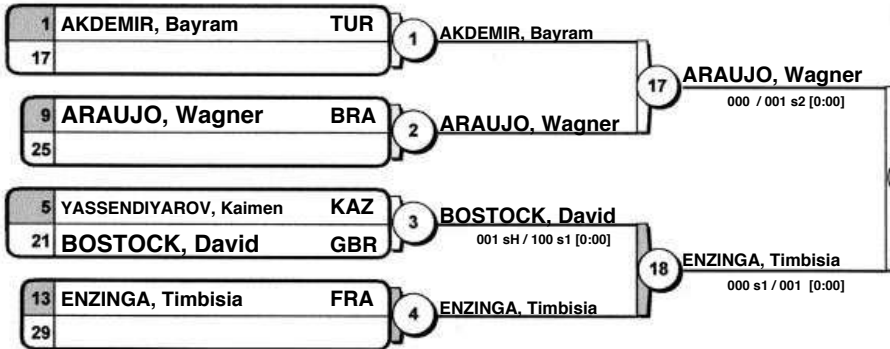 1 AKDEMIR, Bayram TUR
17
1
AKDEMIR, Bayram
17
ARAUJO, Wagner
000 / 001 s2 [0:00]
9 ARAUJO, Wagner BRA
25
2
ARAUJO, Wagner
5 YASSENDIYAROV, Kaimen KAZ
21 BOSTOCK, David GBR
3
BOSTOCK, David
001 sH / 100 s1 [0:00]
18
ENZINGA, Timbisia
000 s1 / 001 [0:00]
13 ENZINGA, Timbisia FRA
29
4
ENZINGA, Timbisia